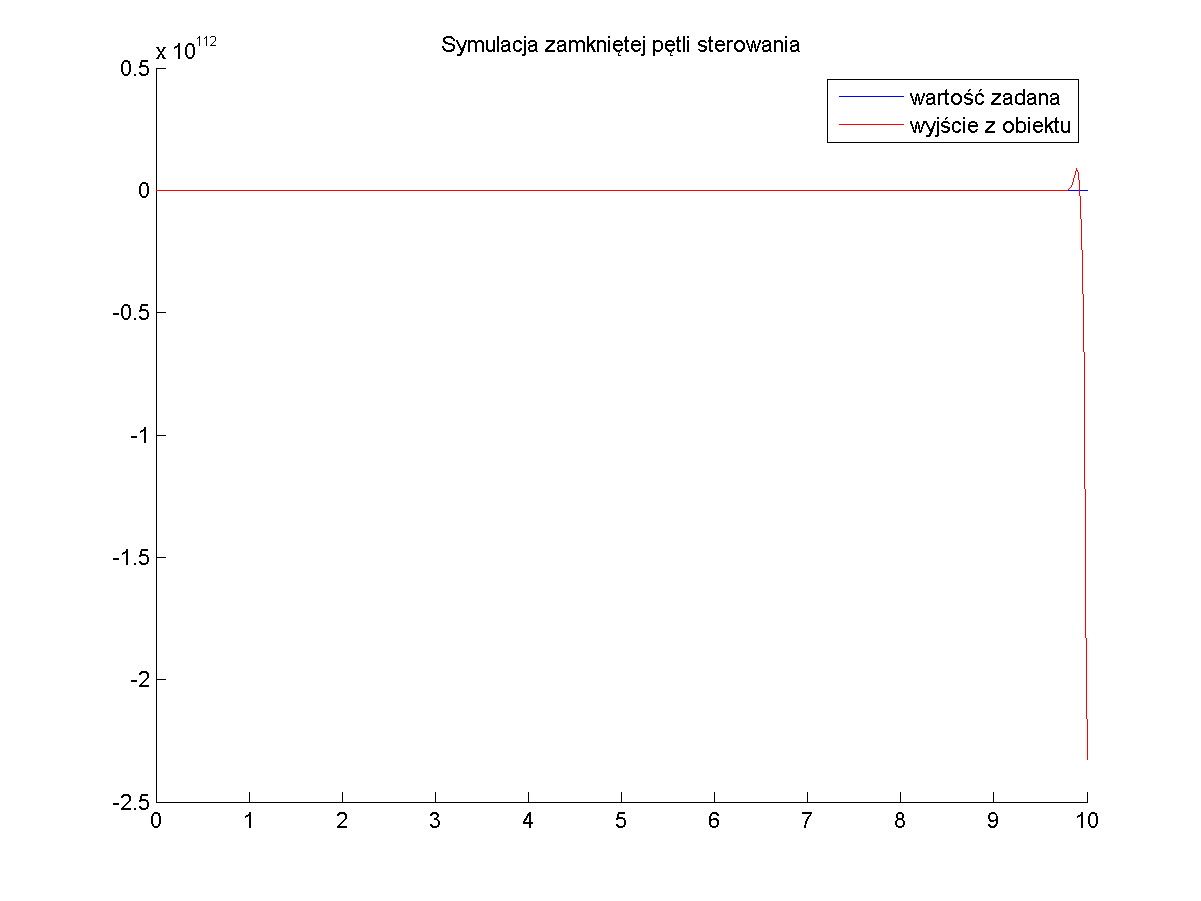 Symulacja zamkniętej pętli sterowania
x 10^112
wartość zadana
wyjście z obiektu
0.5
0
-0.5
-1
-1.5
-2
-2.5
0 1 2 3 4 5 6 7 8 9 10